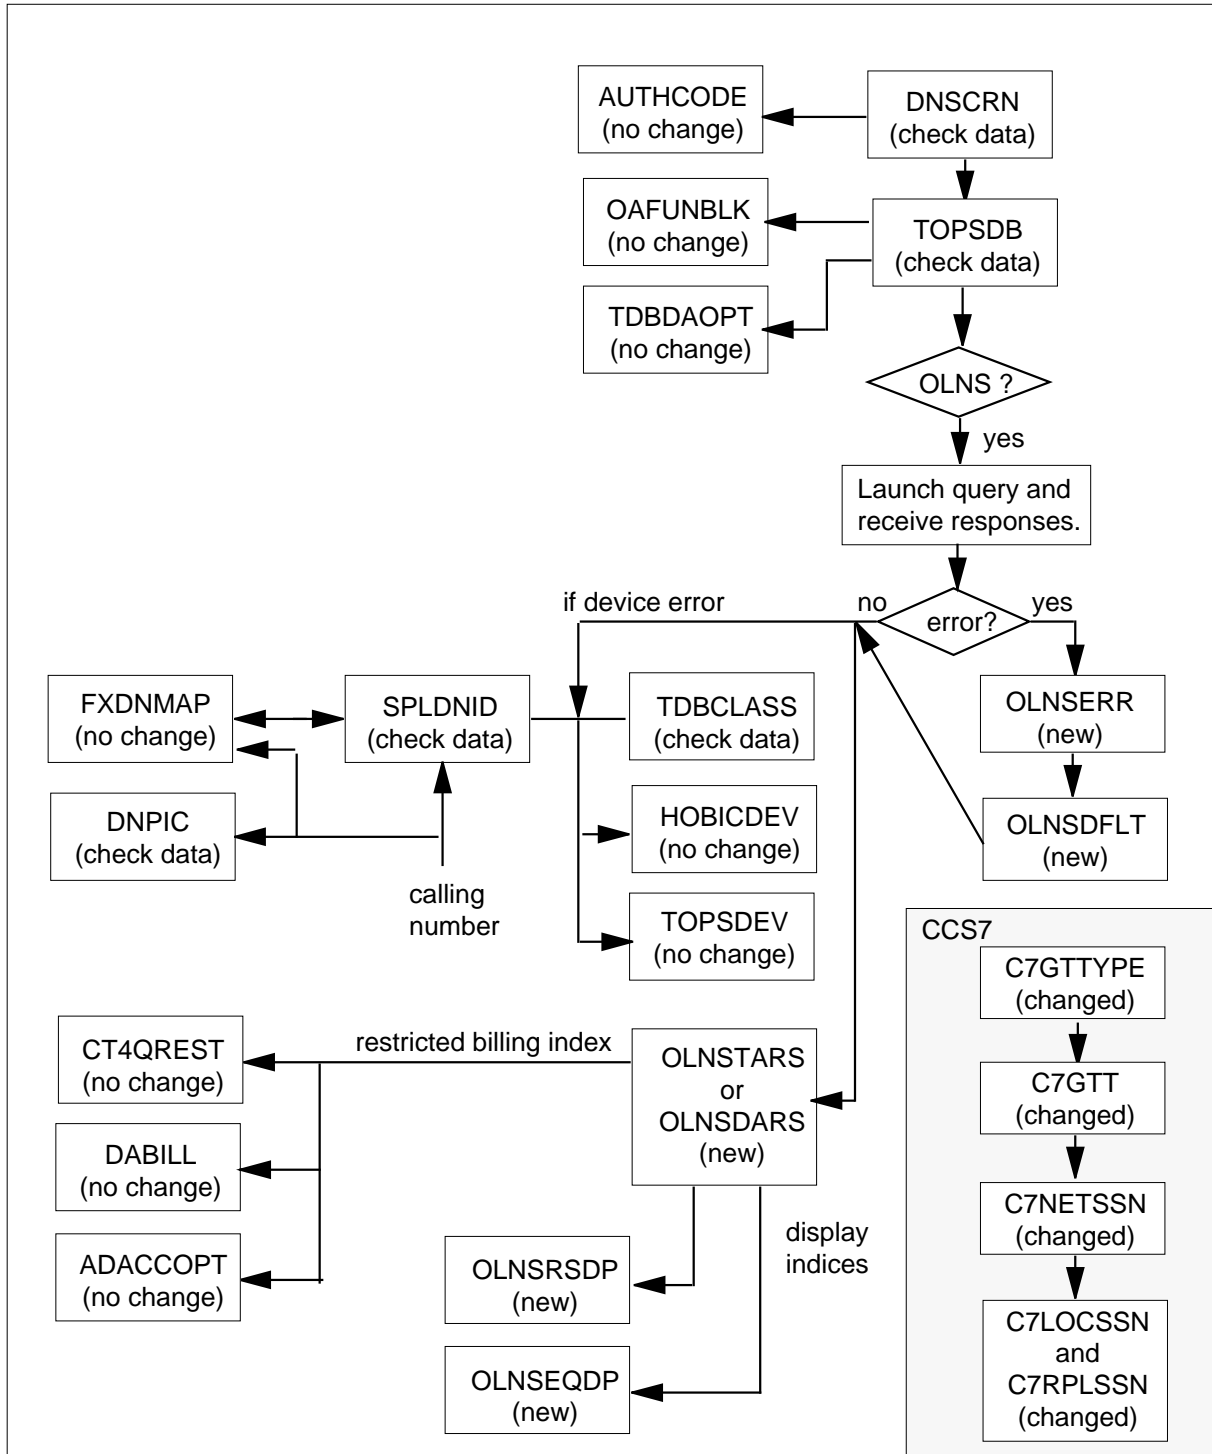 AUTHCODE
(no change)
DNSCRN
(check data)
OAFUNBLK
(no change)
TOPSDB
(check data)
TDBDAOPT
(no change)
OLNS ?
yes
Launch query and
receive responses.
if device error
no
error?
yes
FXDNMAP
(no change)
SPLDNID
(check data)
TDBCLASS
(check data)
OLNSERR
(new)
DNPIC
(check data)
HOBICDEV
(no change)
OLNSDFLT
(new)
calling
number
TOPSDEV
(no change)
CCS7
C7GTTYPE
(changed)
CT4QREST
(no change)
restricted billing index
OLNSTARS
or
OLNSDARS
(new)
C7GTT
(changed)
DABILL
(no change)
C7NETSSN
(changed)
display
indices
ADACCOPT
(no change)
OLNSRSDP
(new)
C7LOCSSN
and
C7RPLSSN
(changed)
OLNSEQDP
(new)